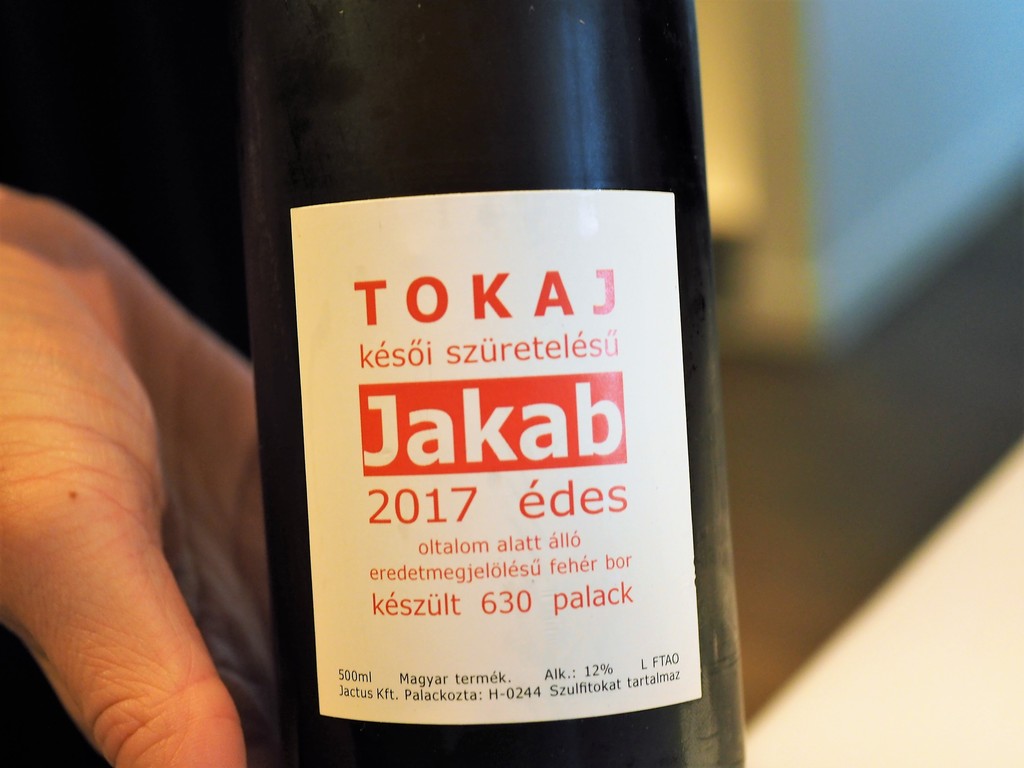 TOKAJ
késői szüretelésű
Jakab
2017 édes
oltalom alatt álló
eredetmegjelölésű fehér bor
készült 630 palack
500ml Magyar termék. Alk.: 12% L FTAO
Jactus Kft. Palackozta: H-0244 Szulfitokat tartalmaz